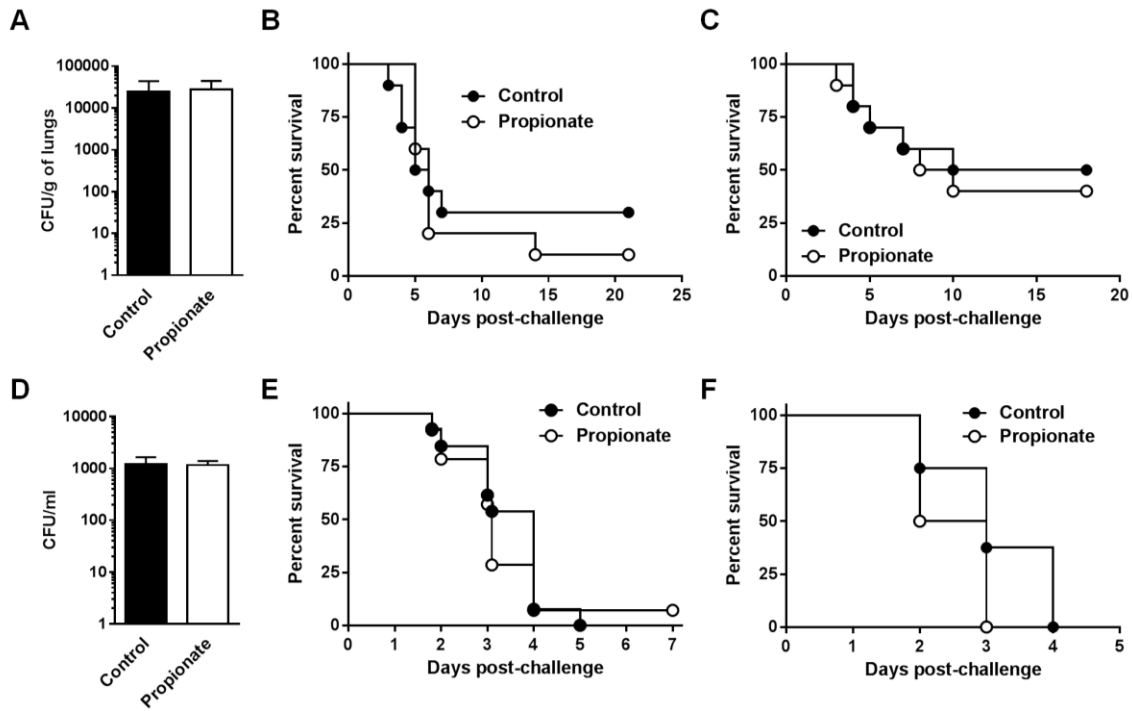 A
CFU/g of lungs
100000
10000
1000
100
10
1
Control
Propionate
B
Percent survival
100
75
50
25
0
Control
Propionate
0 5 10 15 20 25
Days post-challenge
C
Percent survival
100
75
50
25
0
Control
Propionate
0 5 10 15 20
Days post-challenge
D
CFU/ml
10000
1000
100
10
1
Control
Propionate
E
Percent survival
100
75
50
25
0
Control
Propionate
0 1 2 3 4 5 6 7
Days post-challenge
F
Percent survival
100
75
50
25
0
Control
Propionate
0 1 2 3 4 5
Days post-challenge